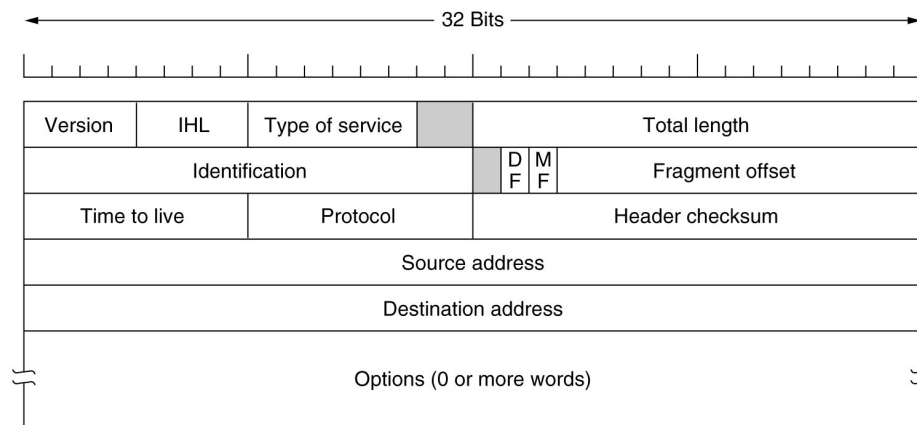 32 Bits
Version IHL Type of service Total length
Identification D F M F Fragment offset
Time to live Protocol Header checksum
Source address
Destination address
Options (0 or more words)